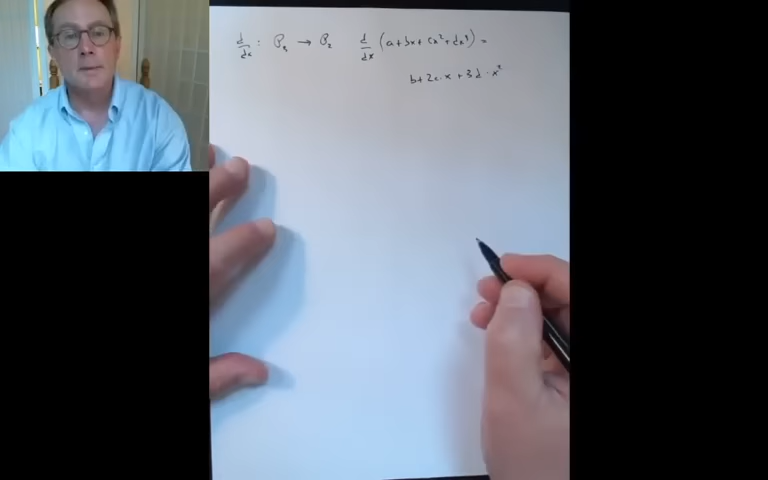 d/dx : P₃ → P₂ d/dx (a+bx+cx²+dx³) =
b+2c·x+3d·x²